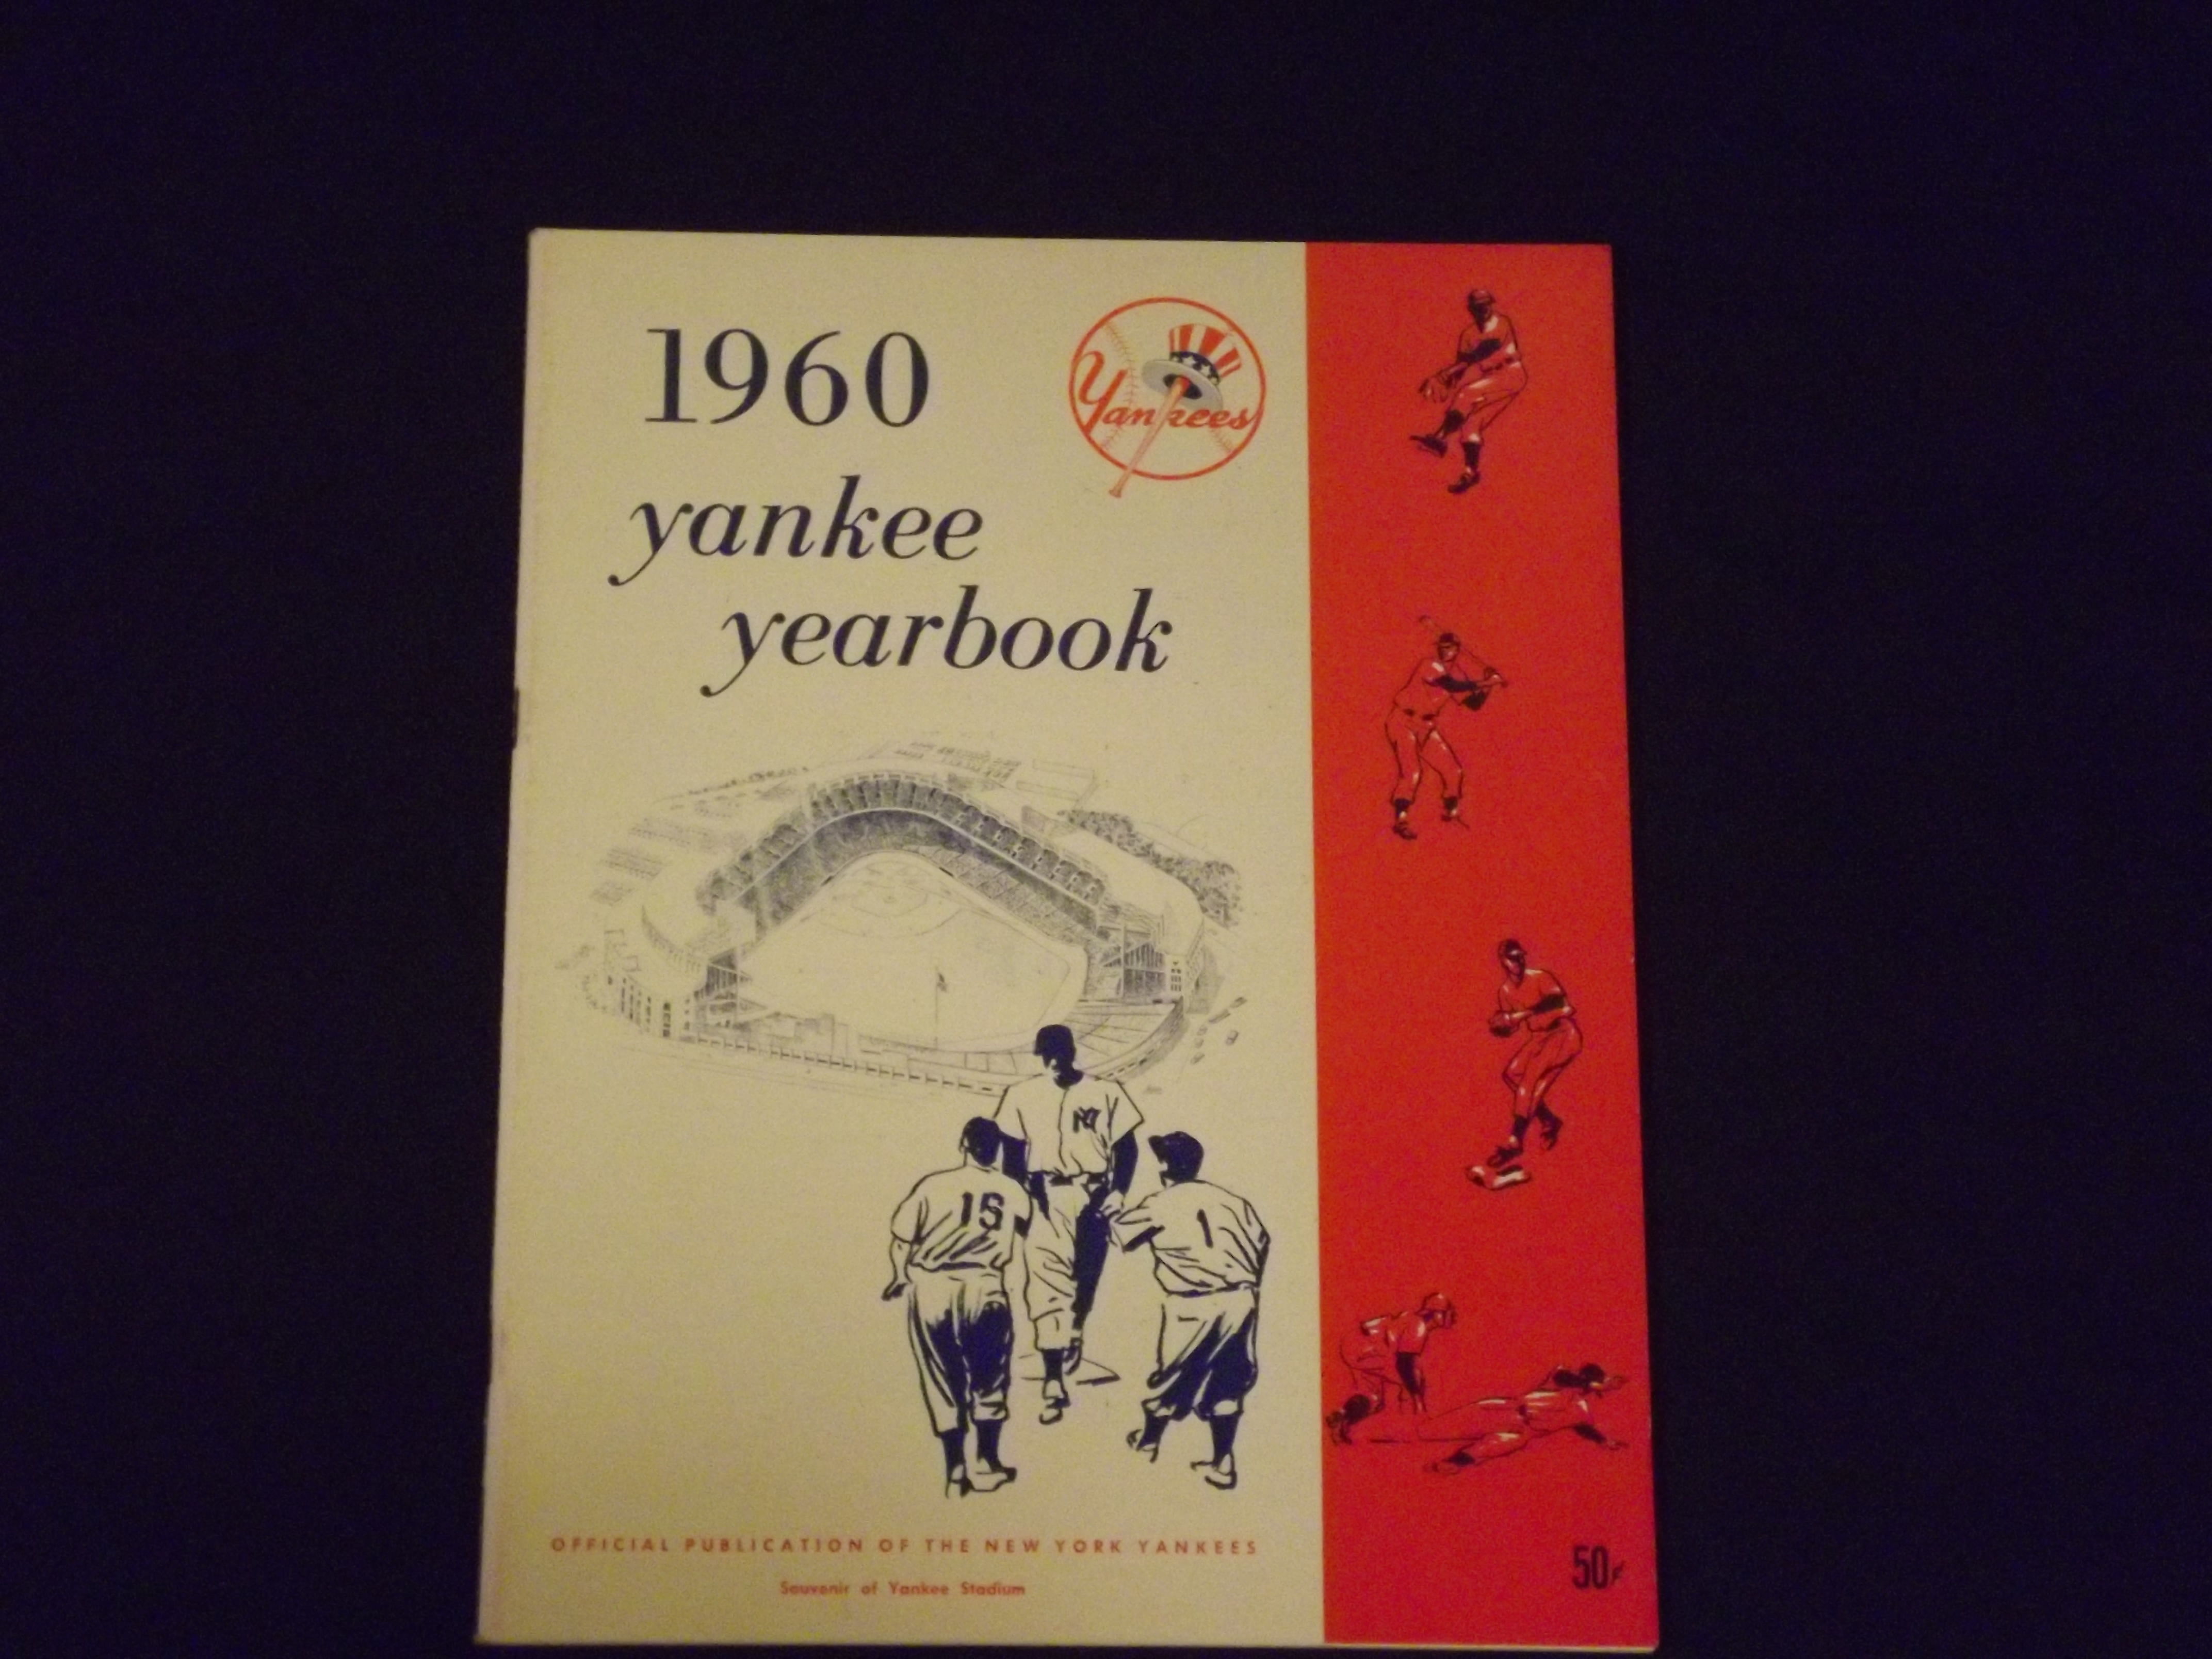 1960
Yankees
yankee
yearbook
NY
15
1
OFFICIAL PUBLICATION OF THE NEW YORK YANKEES
Souvenir of Yankee Stadium
50¢